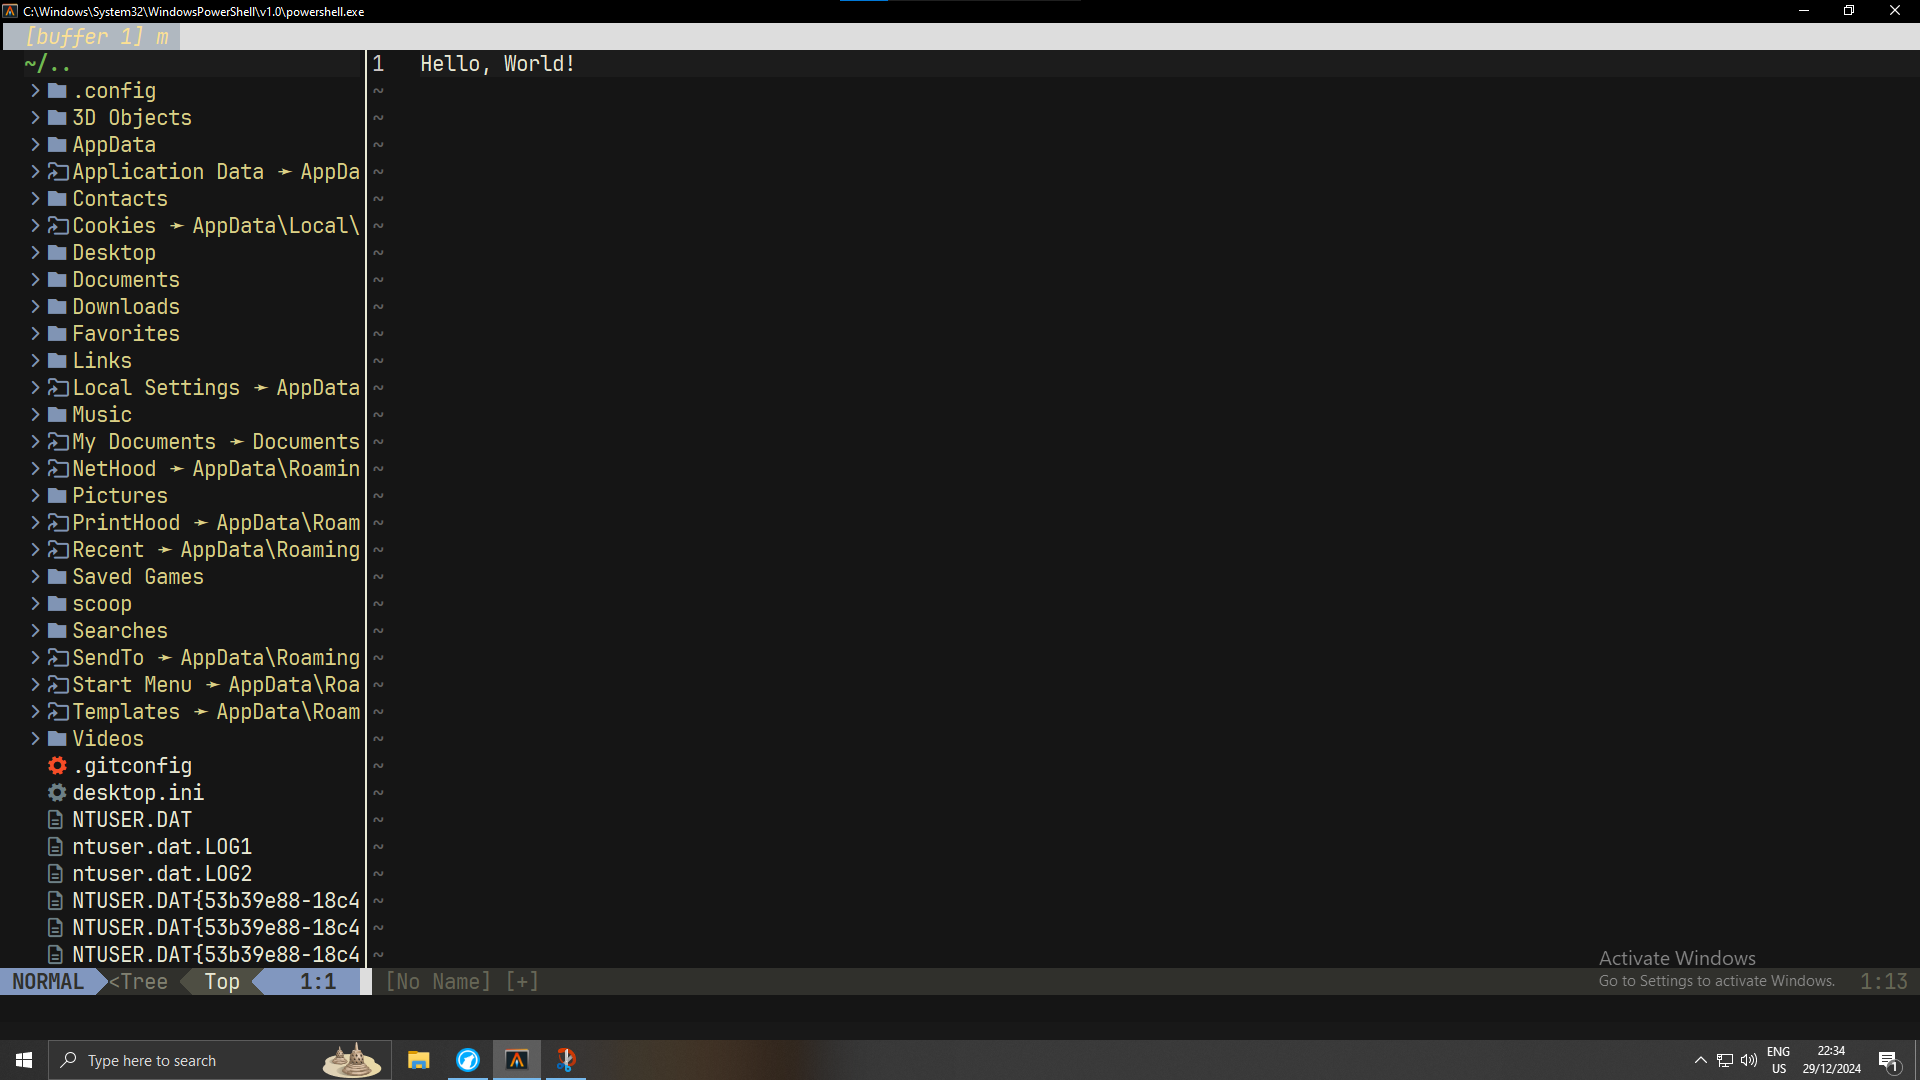 C:\Windows\System32\WindowsPowerShell\v1.0\powershell.exe
[buffer 1] m
~/..
.config
3D Objects
AppData
Application Data ➛ AppDa
Contacts
Cookies ➛ AppData\Local\
Desktop
Documents
Downloads
Favorites
Links
Local Settings ➛ AppData
Music
My Documents ➛ Documents
NetHood ➛ AppData\Roamin
Pictures
PrintHood ➛ AppData\Roam
Recent ➛ AppData\Roaming
Saved Games
scoop
Searches
SendTo ➛ AppData\Roaming
Start Menu ➛ AppData\Roa
Templates ➛ AppData\Roam
Videos
.gitconfig
desktop.ini
NTUSER.DAT
ntuser.dat.LOG1
ntuser.dat.LOG2
NTUSER.DAT{53b39e88-18c4
NTUSER.DAT{53b39e88-18c4
NTUSER.DAT{53b39e88-18c4
1 Hello, World!
Activate Windows
Go to Settings to activate Windows.
NORMAL <Tree Top 1:1 [No Name] [+] 1:13
Type here to search
ENG
US
22:34
29/12/2024
1